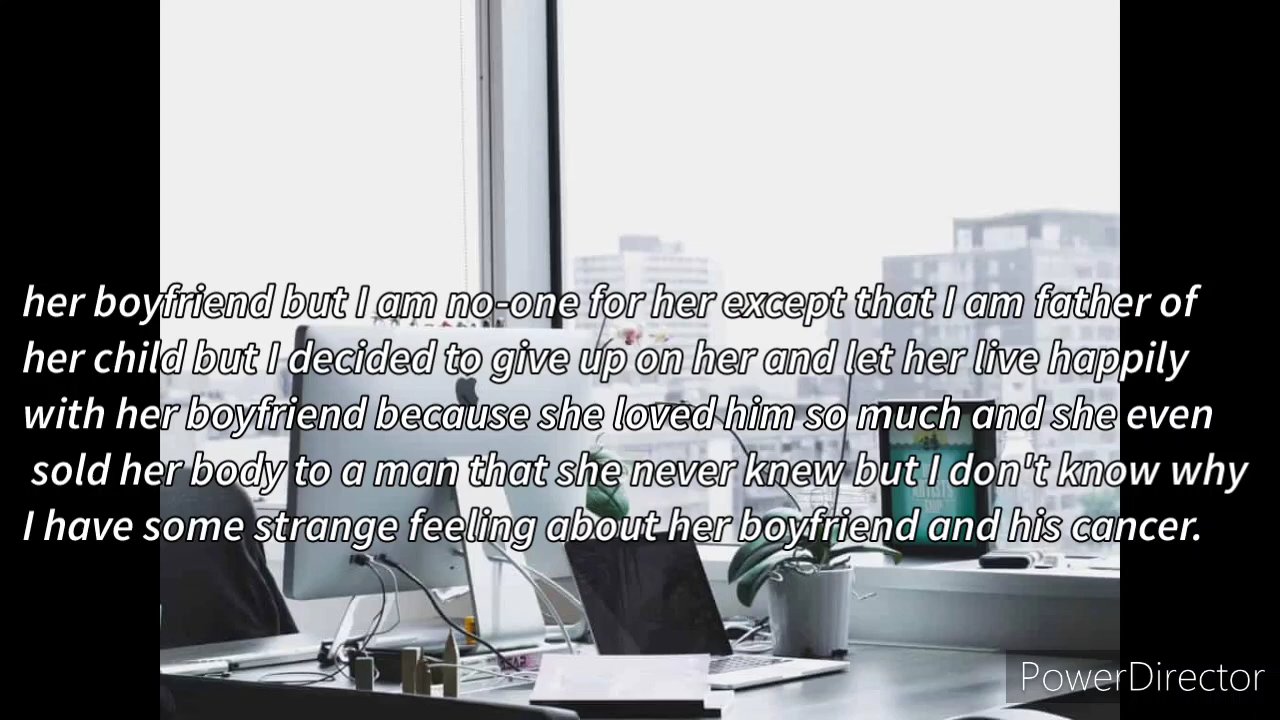 her boyfriend but I am no-one for her except that I am father of
her child but I decided to give up on her and let her live happily
with her boyfriend because she loved him so much and she even
sold her body to a man that she never knew but I don't know why
I have some strange feeling about her boyfriend and his cancer.
PowerDirector